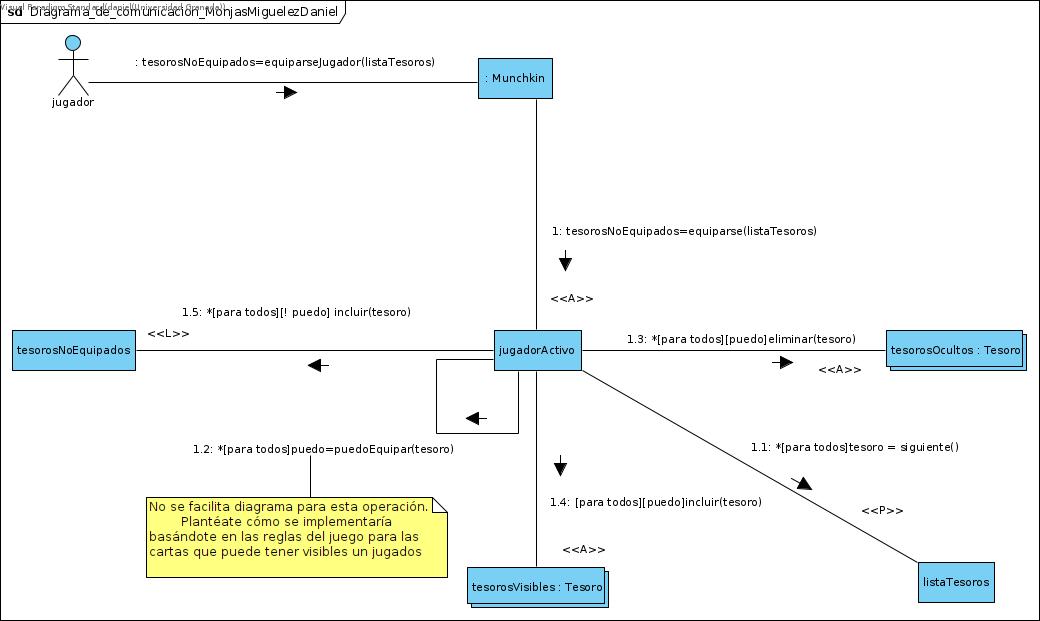 Visual Paradigm Standard(daniel(Universidad Granada))
sd Diagrama_de_comunicación_MonjasMiguelezDaniel
: tesorosNoEquipados=equiparseJugador(listaTesoros)
: Munchkin
jugador
1: tesorosNoEquipados=equiparse(listaTesoros)
<<A>>
1.5: *[para todos][! puedo] incluir(tesoro)
<<L>>
1.3: *[para todos][puedo]eliminar(tesoro)
tesorosNoEquipados
jugadorActivo
tesorosOcultos : Tesoro
<<A>>
1.2: *[para todos]puedo=puedoEquipar(tesoro)
1.1: *[para todos]tesoro = siguiente()
1.4: [para todos][puedo]incluir(tesoro)
<<P>>
No se facilita diagrama para esta operación.
Plantéate cómo se implementaría
basándote en las reglas del juego para las
cartas que puede tener visibles un jugados
<<A>>
tesorosVisibles : Tesoro
listaTesoros